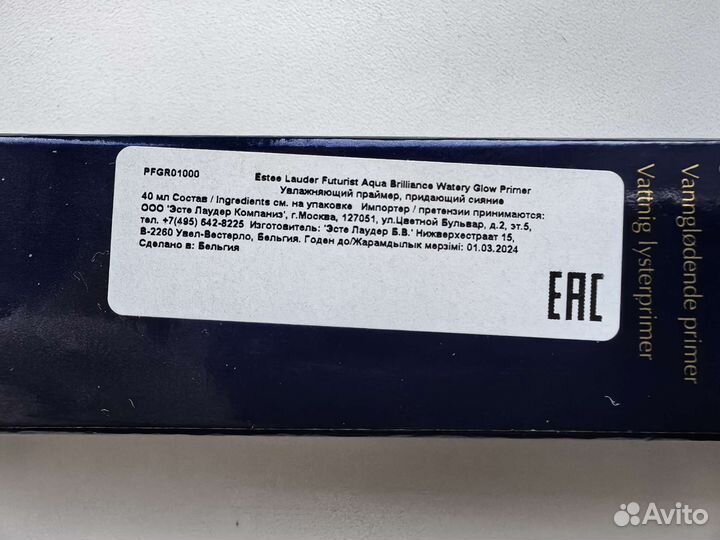 PFGR01000
Estee Lauder Futurist Aqua Brilliance Watery Glow Primer
Увлажняющий праймер, придающий сияние
40 мл Состав / Ingredients см. на упаковке Импортер / претензии принимаются:
ООО 'Эсте Лаудер Компаниз', г.Москва, 127051, ул.Цветной Бульвар, д.2, эт.5,
тел. +7(495) 642-8225 Изготовитель: 'Эсте Лаудер Б.В.' Нижверхестраат 15,
B-2260 Увел-Вестерло, Бельгия. Годен до/Жарамдылық мерзімі: 01.03.2024
Сделано в: Бельгия
EAC
Vannglødende primer
Vattnig lysterprimer
Avito